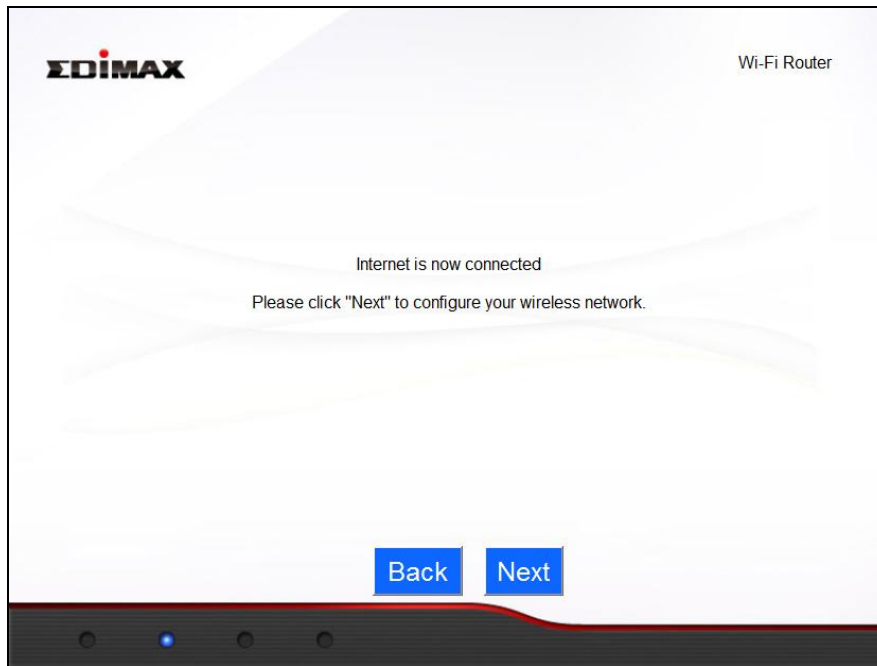 EDIMAX
Wi-Fi Router
Internet is now connected
Please click "Next" to configure your wireless network.
Back
Next